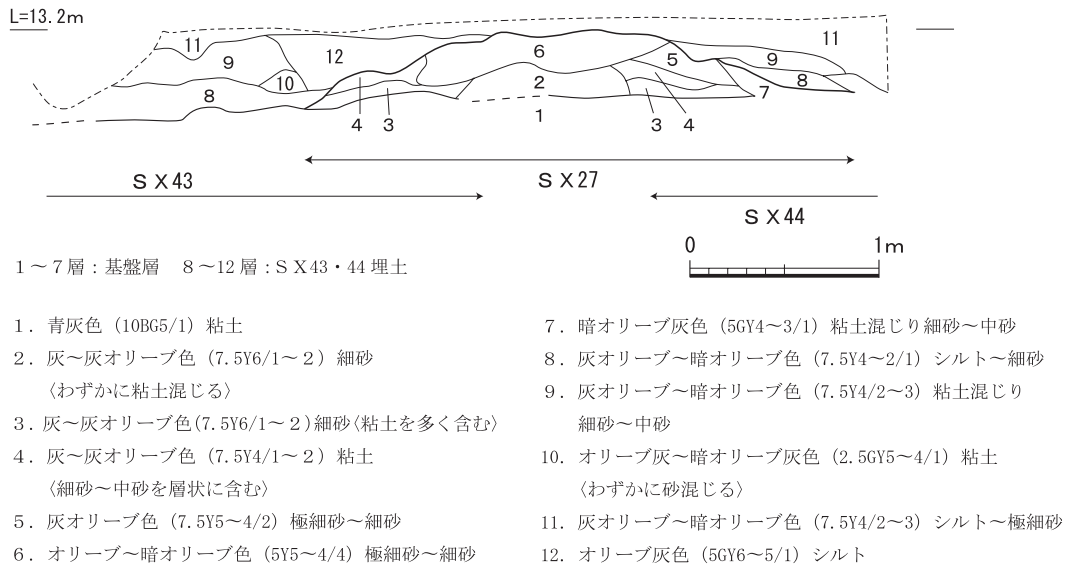 L=13.2m
11
9
10
12
8
4
3
6
2
1
5
3
4
7
9
8
11
ＳＸ43
ＳＸ27
ＳＸ44
0
1m
１～７層：基盤層　８～12層：ＳＸ43・44 埋土
１．青灰色（10BG5/1）粘土
２．灰～灰オリーブ色（7.5Y6/1～２）細砂
〈わずかに粘土混じる〉
３．灰～灰オリーブ色(7.5Y6/1～２)細砂〈粘土を多く含む〉
４．灰～灰オリーブ色（7.5Y4/1～２）粘土
〈細砂～中砂を層状に含む〉
５．灰オリーブ色（7.5Y5～4/2）極細砂～細砂
６．オリーブ～暗オリーブ色（5Y5～4/4）極細砂～細砂
７．暗オリーブ灰色（5GY4～3/1）粘土混じり細砂～中砂
８．灰オリーブ～暗オリーブ色（7.5Y4～2/1）シルト～細砂
９．灰オリーブ～暗オリーブ色（7.5Y4/2～3）粘土混じり
細砂～中砂
10．オリーブ灰～暗オリーブ灰色（2.5GY5～4/1）粘土
〈わずかに砂混じる〉
11．灰オリーブ～暗オリーブ色（7.5Y4/2～3）シルト～極細砂
12．オリーブ灰色（5GY6～5/1）シルト